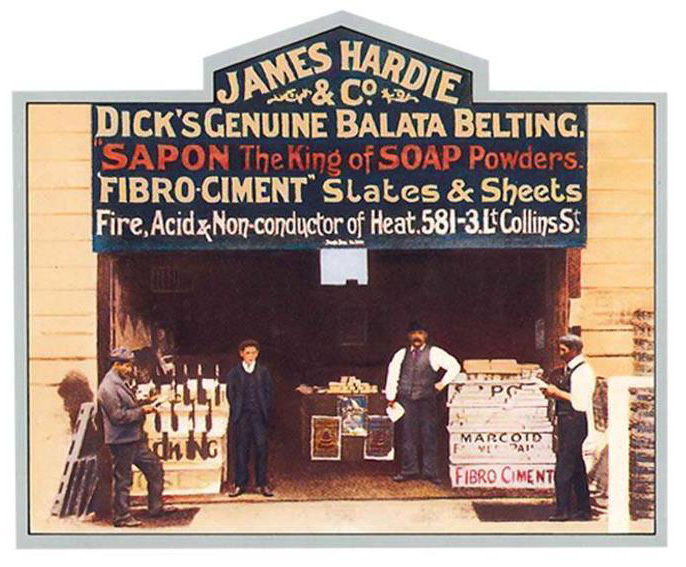 JAMES HARDIE
& Co.
DICK'S GENUINE BALATA BELTING.
"SAPON The King of SOAP Powders.
"FIBRO-CIMENT" Slates & Sheets
Fire, Acid & Non-conductor of Heat. 581-3. Lt Collins St.
MARCOID
FIBRO CIMENT